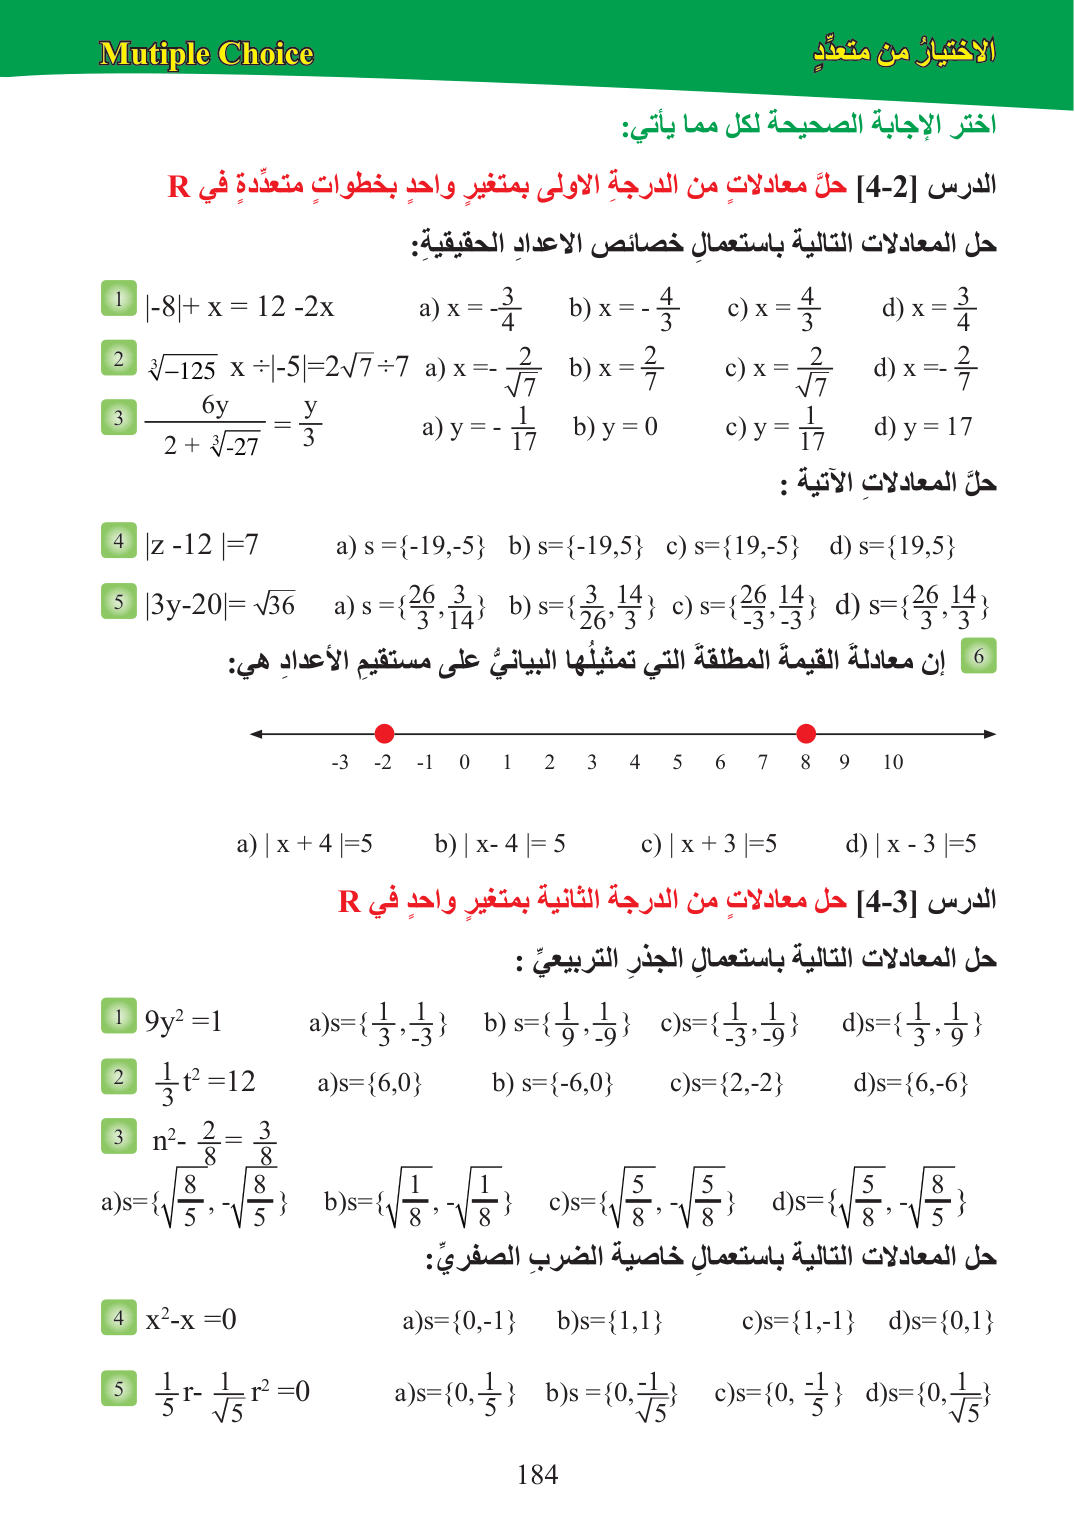 Mutiple Choice الاختيارُ من متعدِّدٍ
اختر الإجابة الصحيحة لكل مما يأتي:
الدرس [4-2] حلَّ معادلاتٍ من الدرجةِ الاولى بمتغيرٍ واحدٍ بخطواتٍ متعدِّدةٍ في R
حل المعادلات التالية باستعمالِ خصائص الاعدادِ الحقيقيةِ:
1 |-8|+ x = 12 -2x a) x = -3/4 b) x = - 4/3 c) x = 4/3 d) x = 3/4
2 ∛–125 x ÷|-5|=2√7 ÷7 a) x =- 2/√7 b) x = 2/7 c) x = 2/√7 d) x =- 2/7
3 6y/(2 + ∛-27) = y/3 a) y = - 1/17 b) y = 0 c) y = 1/17 d) y = 17
حلَّ المعادلاتِ الآتية :
4 |z -12 |=7 a) s ={-19,-5} b) s={-19,5} c) s={19,-5} d) s={19,5}
5 |3y-20|= √36 a) s ={26/3, 3/14} b) s={3/26, 14/3} c) s={26/-3, 14/-3} d) s={26/3, 14/3}
6 إن معادلةَ القيمةَ المطلقةَ التي تمثيلُها البيانيُّ على مستقيمِ الأعدادِ هي:
-3 -2 -1 0 1 2 3 4 5 6 7 8 9 10
a) | x + 4 |=5 b) | x- 4 |= 5 c) | x + 3 |=5 d) | x - 3 |=5
الدرس [4-3] حل معادلاتٍ من الدرجة الثانية بمتغيرٍ واحدٍ في R
حل المعادلات التالية باستعمالِ الجذرِ التربيعيِّ :
1 9y² =1 a)s={1/3, 1/-3} b) s={1/9, 1/-9} c)s={1/-3, 1/-9} d)s={1/3, 1/9}
2 1/3 t² =12 a)s={6,0} b) s={-6,0} c)s={2,-2} d)s={6,-6}
3 n²- 2/8 = 3/8
a)s={√(8/5), -√(8/5)} b)s={√(1/8), -√(1/8)} c)s={√(5/8), -√(5/8)} d)s={√(5/8), -√(8/5)}
حل المعادلات التالية باستعمالِ خاصية الضربِ الصفريِّ:
4 x²-x =0 a)s={0,-1} b)s={1,1} c)s={1,-1} d)s={0,1}
5 1/5 r- 1/√5 r² =0 a)s={0, 1/5} b)s ={0, -1/√5} c)s={0, -1/5} d)s={0, 1/√5}
184